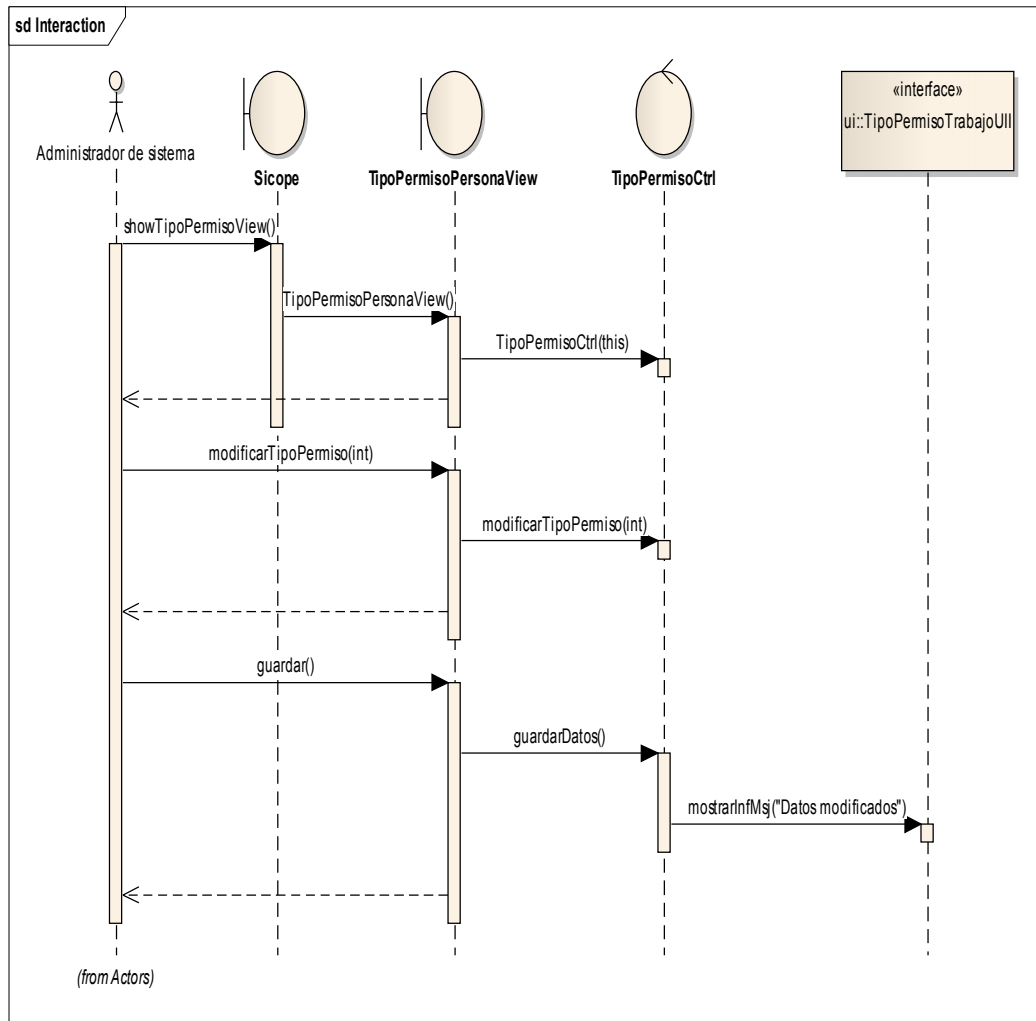 sd Interaction
«interface»
ui::TipoPermisoTrabajoUII
Administrador de sistema
Sicope
TipoPermisoPersonaView
TipoPermisoCtrl
showTipoPermisoView()
TipoPermisoPersonaView()
TipoPermisoCtrl(this)
modificarTipoPermiso(int)
modificarTipoPermiso(int)
guardar()
guardarDatos()
mostrarInfMsj("Datos modificados")
(from Actors)